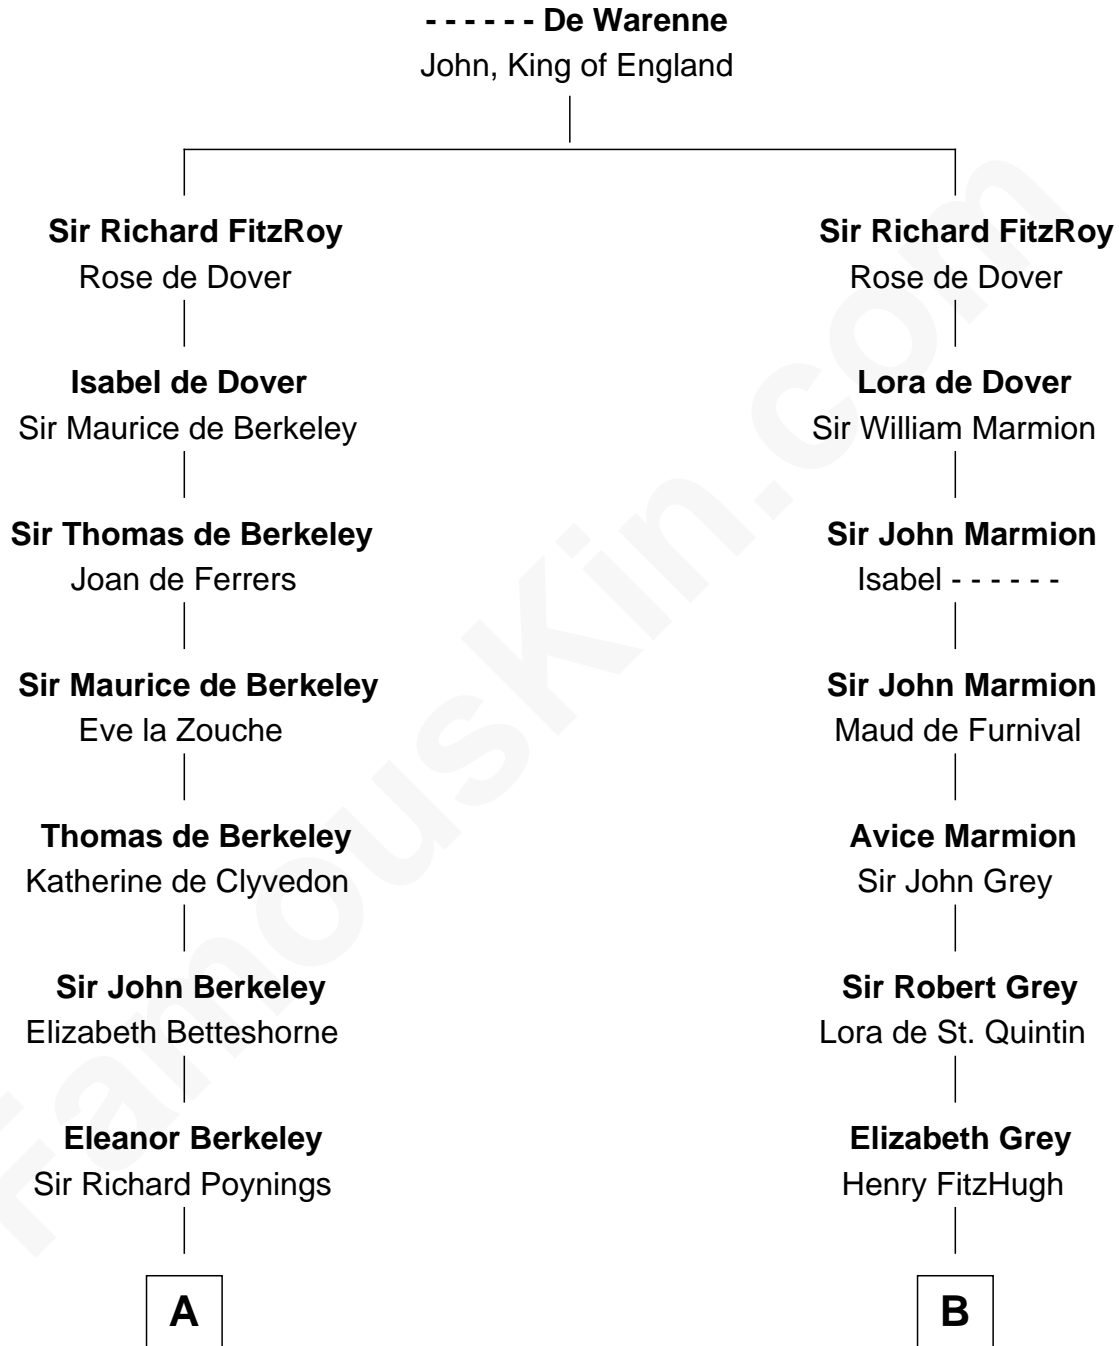 - - - - - - De Warenne
John, King of England
Sir Richard FitzRoy
Rose de Dover
Isabel de Dover
Sir Maurice de Berkeley
Sir Thomas de Berkeley
Joan de Ferrers
Sir Maurice de Berkeley
Eve la Zouche
Thomas de Berkeley
Katherine de Clyvedon
Sir John Berkeley
Elizabeth Betteshorne
Eleanor Berkeley
Sir Richard Poynings
A
Sir Richard FitzRoy
Rose de Dover
Lora de Dover
Sir William Marmion
Sir John Marmion
Isabel - - - - - -
Sir John Marmion
Maud de Furnival
Avice Marmion
Sir John Grey
Sir Robert Grey
Lora de St. Quintin
Elizabeth Grey
Henry FitzHugh
B
FamousKin.com